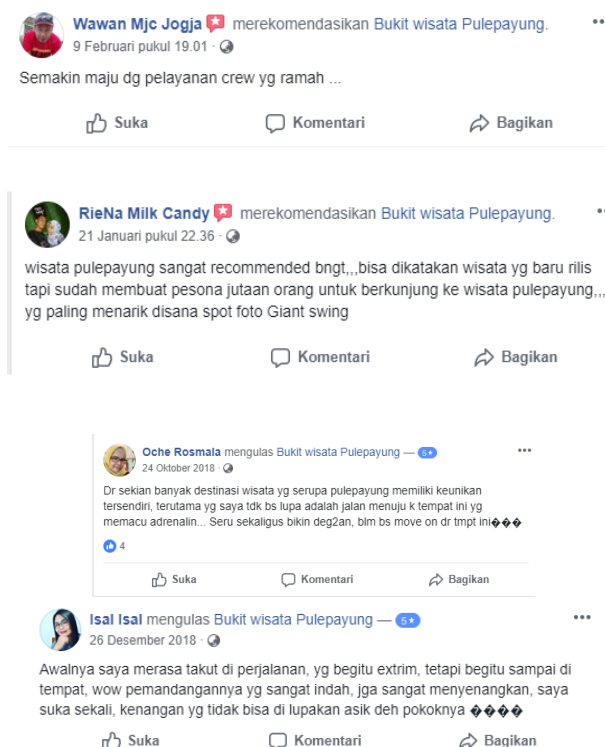 Wawan Mjc Jogja merekomendasikan Bukit wisata Pulepayung.
9 Februari pukul 19.01 ·
Semakin maju dg pelayanan crew yg ramah ...
Suka Komentari Bagikan
RieNa Milk Candy merekomendasikan Bukit wisata Pulepayung.
21 Januari pukul 22.36 ·
wisata pulepayung sangat recommended bngt,,,bisa dikatakan wisata yg baru rilis
tapi sudah membuat pesona jutaan orang untuk berkunjung ke wisata pulepayung,,,
yg paling menarik disana spot foto Giant swing
Suka Komentari Bagikan
Oche Rosmala mengulas Bukit wisata Pulepayung — 5★
24 Oktober 2018 ·
Dr sekian banyak destinasi wisata yg serupa pulepayung memiliki keunikan
tersendiri, terutama yg saya tdk bs lupa adalah jalan menuju k tempat ini yg
memacu adrenalin... Seru sekaligus bikin deg2an, blm bs move on dr tmpt ini���
4
Suka Komentari Bagikan
Isal Isal mengulas Bukit wisata Pulepayung — 5★
26 Desember 2018 ·
Awalnya saya merasa takut di perjalanan, yg begitu extrim, tetapi begitu sampai di
tempat, wow pemandangannya yg sangat indah, jga sangat menyenangkan, saya
suka sekali, kenangan yg tidak bisa di lupakan asik deh pokoknya ����
Suka Komentari Bagikan